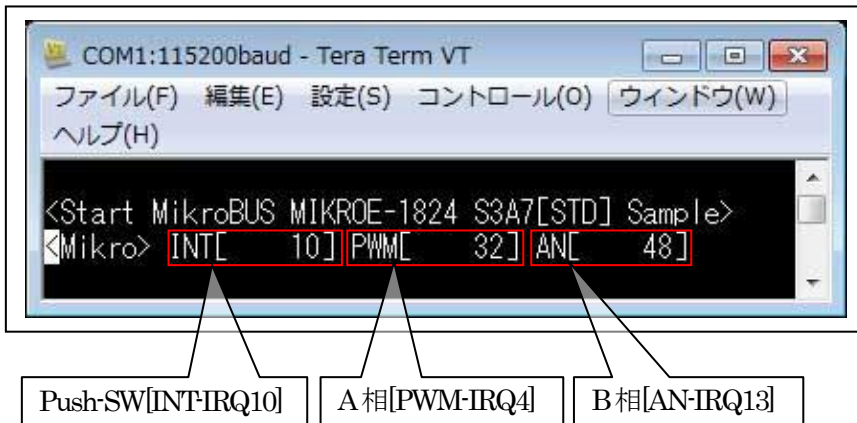 COM1:115200baud - Tera Term VT
ファイル(F) 編集(E) 設定(S) コントロール(O) ウィンドウ(W)
ヘルプ(H)
<Start MikroBUS MIKROE-1824 S3A7[STD] Sample>
<Mikro> INT[ 10] PWM[ 32] AN[ 48]
Push-SW[INT-IRQ10] A相[PWM-IRQ4] B相[AN-IRQ13]